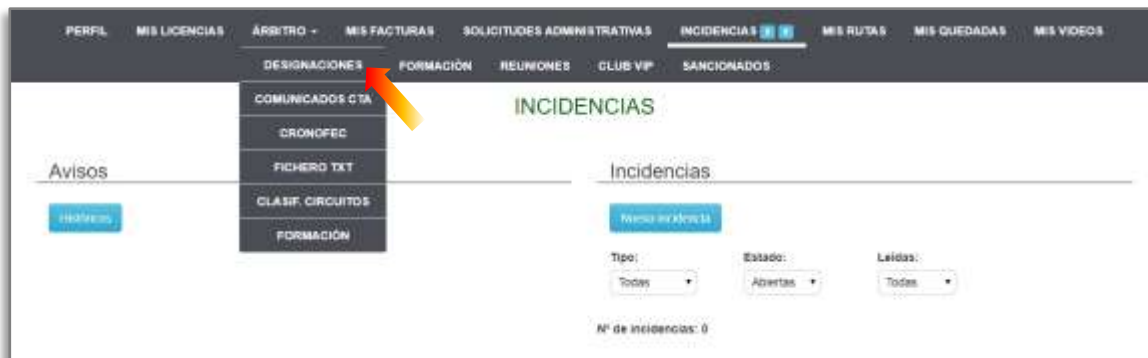 PERFIL MIS LICENCIAS ÁRBITRO MIS FACTURAS SOLICITUDES ADMINISTRATIVAS INCIDENCIAS MIS RUTAS MIS QUEDADAS MIS VIDEOS
DESIGNACIONES FORMACIÓN REUNIONES CLUB VIP SANCIONADOS
COMUNICADOS CTA
CRONOFEC
FICHERO TXT
CLASIF. CIRCUITOS
FORMACIÓN
INCIDENCIAS
Avisos
Históricos
Incidencias
Nueva incidencia
Tipo: Estado: Leídas:
Todas Abiertas Todas
Nº de incidencias: 0